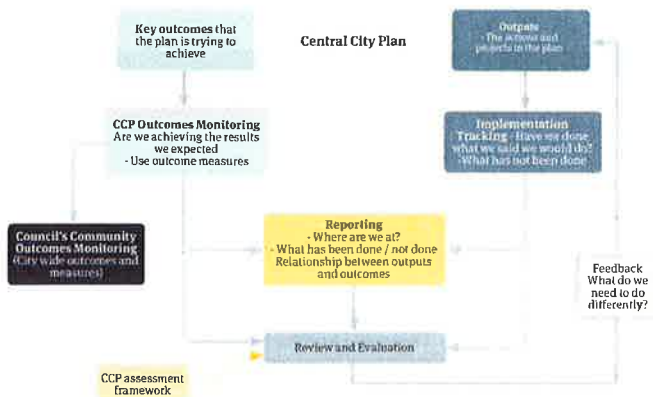 Key outcomes that
the plan is trying to
achieve
Central City Plan
Outputs
- The actions and
projects in the plan
CCP Outcomes Monitoring
Are we achieving the results
we expected
- Use outcome measures
Implementation
Tracking - Have we done
what we said we would do?
- What has not been done
Council's Community
Outcomes Monitoring
(City wide outcomes and
measures)
Reporting
- Where are we at?
- What has been done / not done
Relationship between outputs
and outcomes
Feedback
What do we
need to do
differently?
Review and Evaluation
CCP assessment
framework